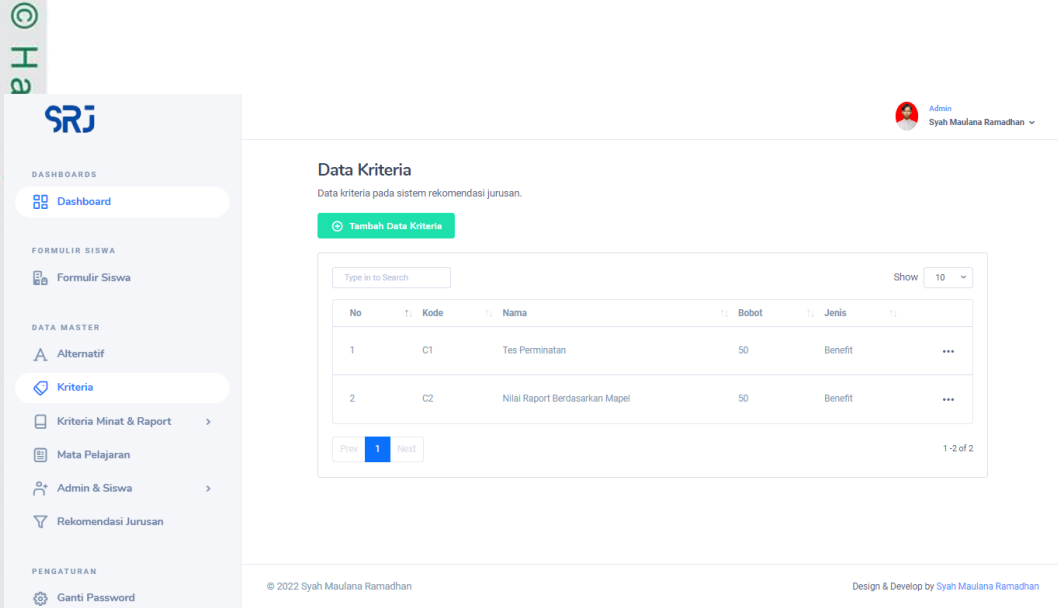 © Ha
SRJ
Admin
Syah Maulana Ramadhan
DASHBOARDS
Dashboard
FORMULIR SISWA
Formulir Siswa
DATA MASTER
Alternatif
Kriteria
Kriteria Minat & Raport
Mata Pelajaran
Admin & Siswa
Rekomendasi Jurusan
PENGATURAN
Ganti Password
Data Kriteria
Data kriteria pada sistem rekomendasi jurusan.
Tambah Data Kriteria
Type in to Search
Show 10
No Kode Nama Bobot Jenis
1 C1 Tes Perminatan 50 Benefit
2 C2 Nilai Raport Berdasarkan Mapel 50 Benefit
Prev 1 Next
1 -2 of 2
© 2022 Syah Maulana Ramadhan
Design & Develop by Syah Maulana Ramadhan